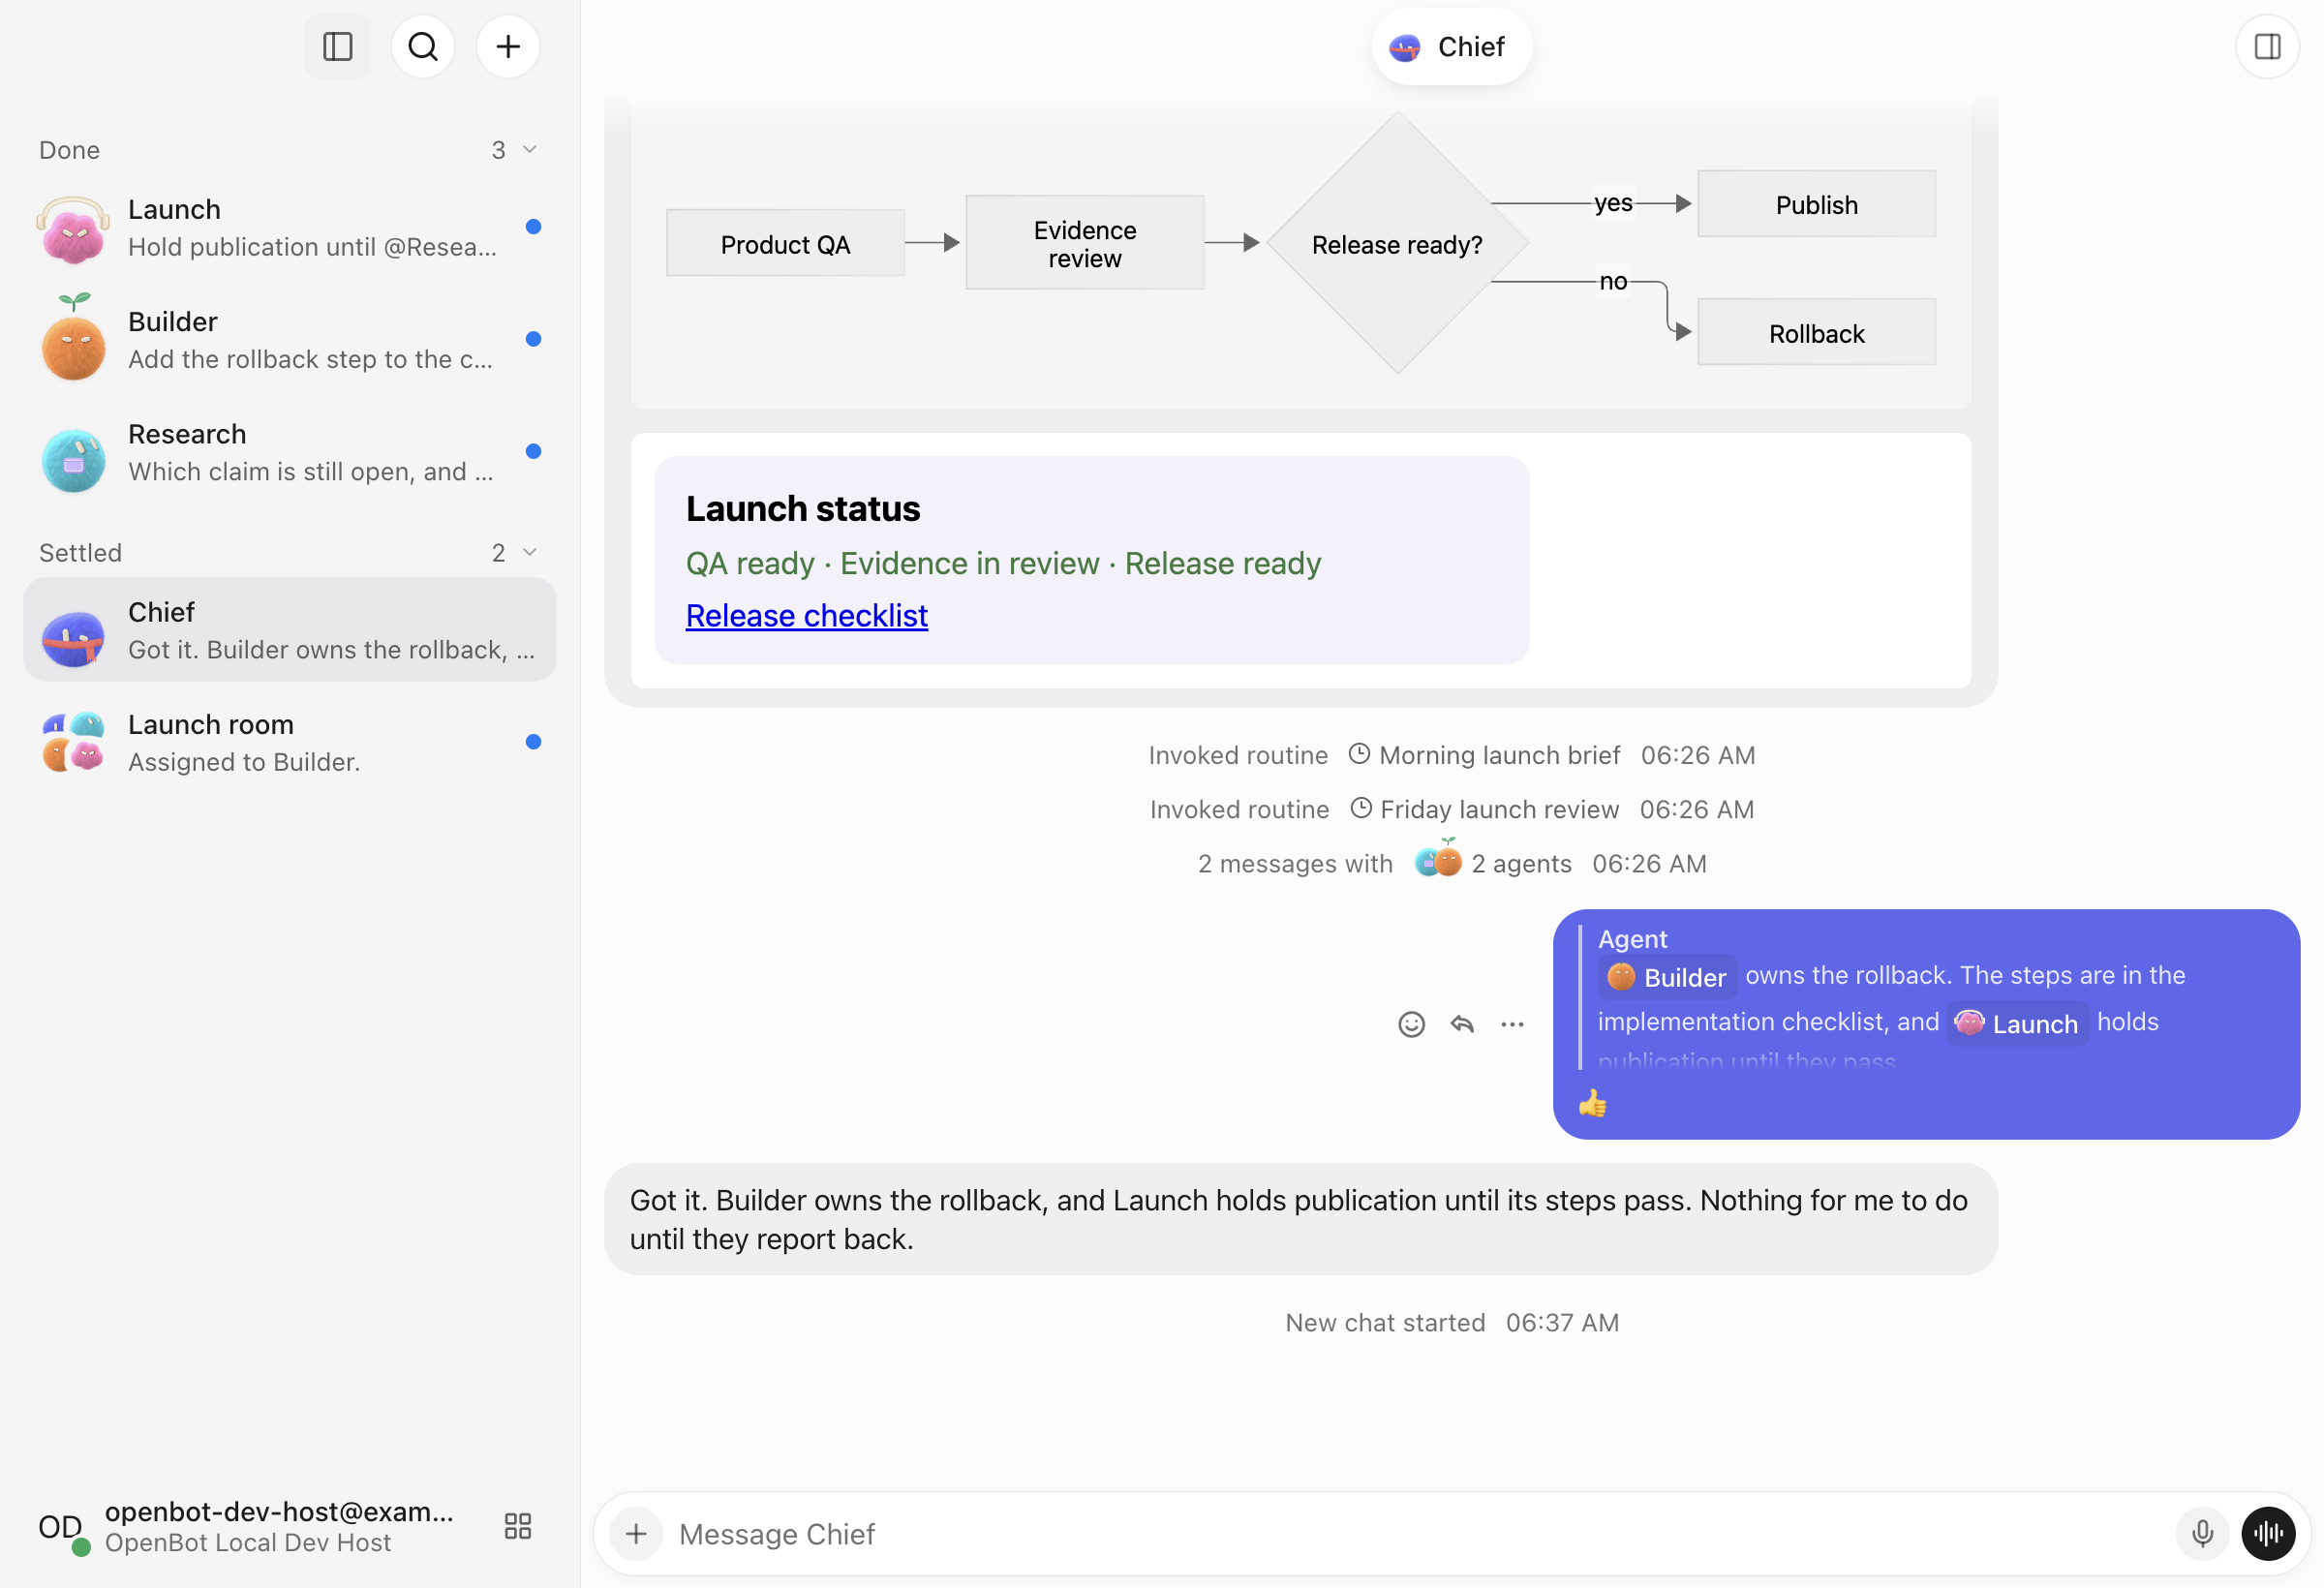 Chief
Done 3
Launch
Hold publication until @Resea...
Builder
Add the rollback step to the c...
Research
Which claim is still open, and ...
Settled 2
Chief
Got it. Builder owns the rollback, ...
Launch room
Assigned to Builder.
OD
openbot-dev-host@exam...
OpenBot Local Dev Host
Product QA
Evidence
review
Release ready?
yes
Publish
no
Rollback
Launch status
QA ready · Evidence in review · Release ready
Release checklist
Invoked routine Morning launch brief 06:26 AM
Invoked routine Friday launch review 06:26 AM
2 messages with 2 agents 06:26 AM
Agent
Builder owns the rollback. The steps are in the
implementation checklist, and Launch holds
publication until they pass
👍
Got it. Builder owns the rollback, and Launch holds publication until its steps pass. Nothing for me to do
until they report back.
New chat started 06:37 AM
Message Chief